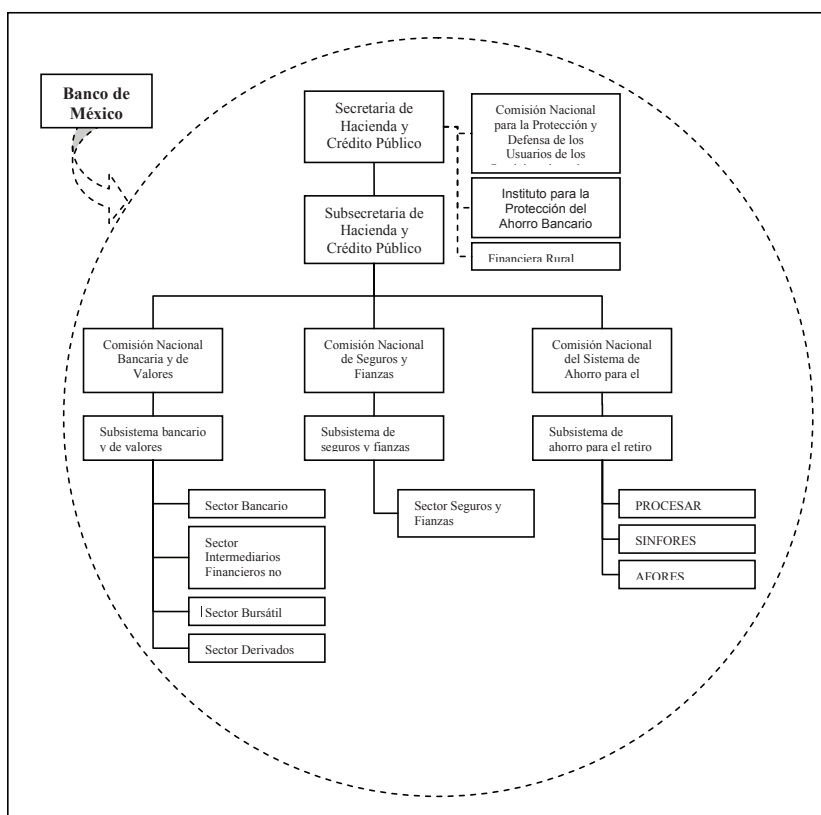 Banco de
México
Secretaria de
Hacienda y
Crédito Público
Comisión Nacional
para la Protección y
Defensa de los
Usuarios de los
Instituto para la
Protección del
Ahorro Bancario
Subsecretaria de
Hacienda y
Crédito Público
Financiera Rural
Comisión Nacional
Bancaria y de
Valores
Comisión Nacional
de Seguros y
Fianzas
Comisión Nacional
del Sistema de
Ahorro para el
Subsistema bancario
y de valores
Subsistema de
seguros y fianzas
Subsistema de
ahorro para el retiro
Sector Bancario
Sector
Intermediarios
Financieros no
Sector Bursátil
Sector Derivados
Sector Seguros y
Fianzas
PROCESAR
SINFORES
AFORES